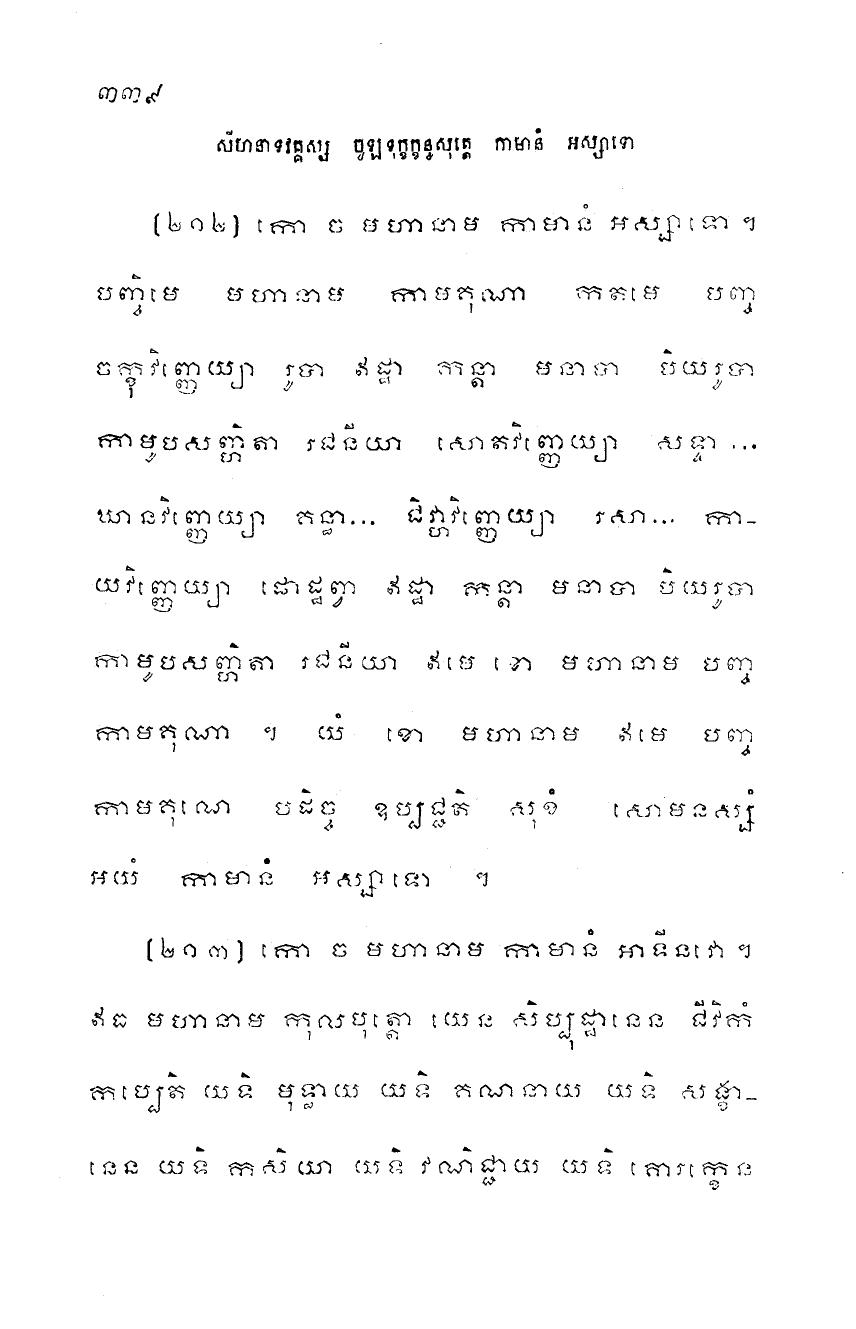 ៣៣៩
សីហនាទវគ្គស្ស ចូឡទុក្ខក្ខន្ធសុត្តេ កាមានំ អស្សាទោ
(២១២) កោ ច មហានាម កាមានំ អស្សាទោ ។
បញ្ចិមេ មហានាម កាមគុណា កតមេ បញ្ច
ចក្ខុវិញ្ញេយ្យា រូបា ឥដ្ឋា កន្តា មនាបា បិយរូបា
កាមូបសញ្ហិតា រជនីយា សោតវិញ្ញេយ្យា សទ្ទា ...
ឃានវិញ្ញេយ្យា គន្ធា... ជិវ្ហាវិញ្ញេយ្យា រសា... កា-
យវិញ្ញេយ្យា ផោដ្ឋព្វា ឥដ្ឋា កន្តា មនាបា បិយរូបា
កាមូបសញ្ហិតា រជនីយា ឥមេ ខោ មហានាម បញ្ច
កាមគុណា ។ យំ ខោ មហានាម ឥមេ បញ្ច
កាមគុណេ បដិច្ច ឧប្បជ្ជតិ សុខំ សោមនស្សំ
អយំ កាមានំ អស្សាទោ ។
(២១៣) កោ ច មហានាម កាមានំ អាទីនវោ ។
ឥធ មហានាម កុលបុត្តោ យេន សិប្បុដ្ឋានេន ជីវិកំ
កប្បេតិ យទិ មុទ្ធាយ យទិ គណនាយ យទិ សង្ខា-
នេន យទិ កសិយា យទិ វណិជ្ជាយ យទិ គោរក្ខេន